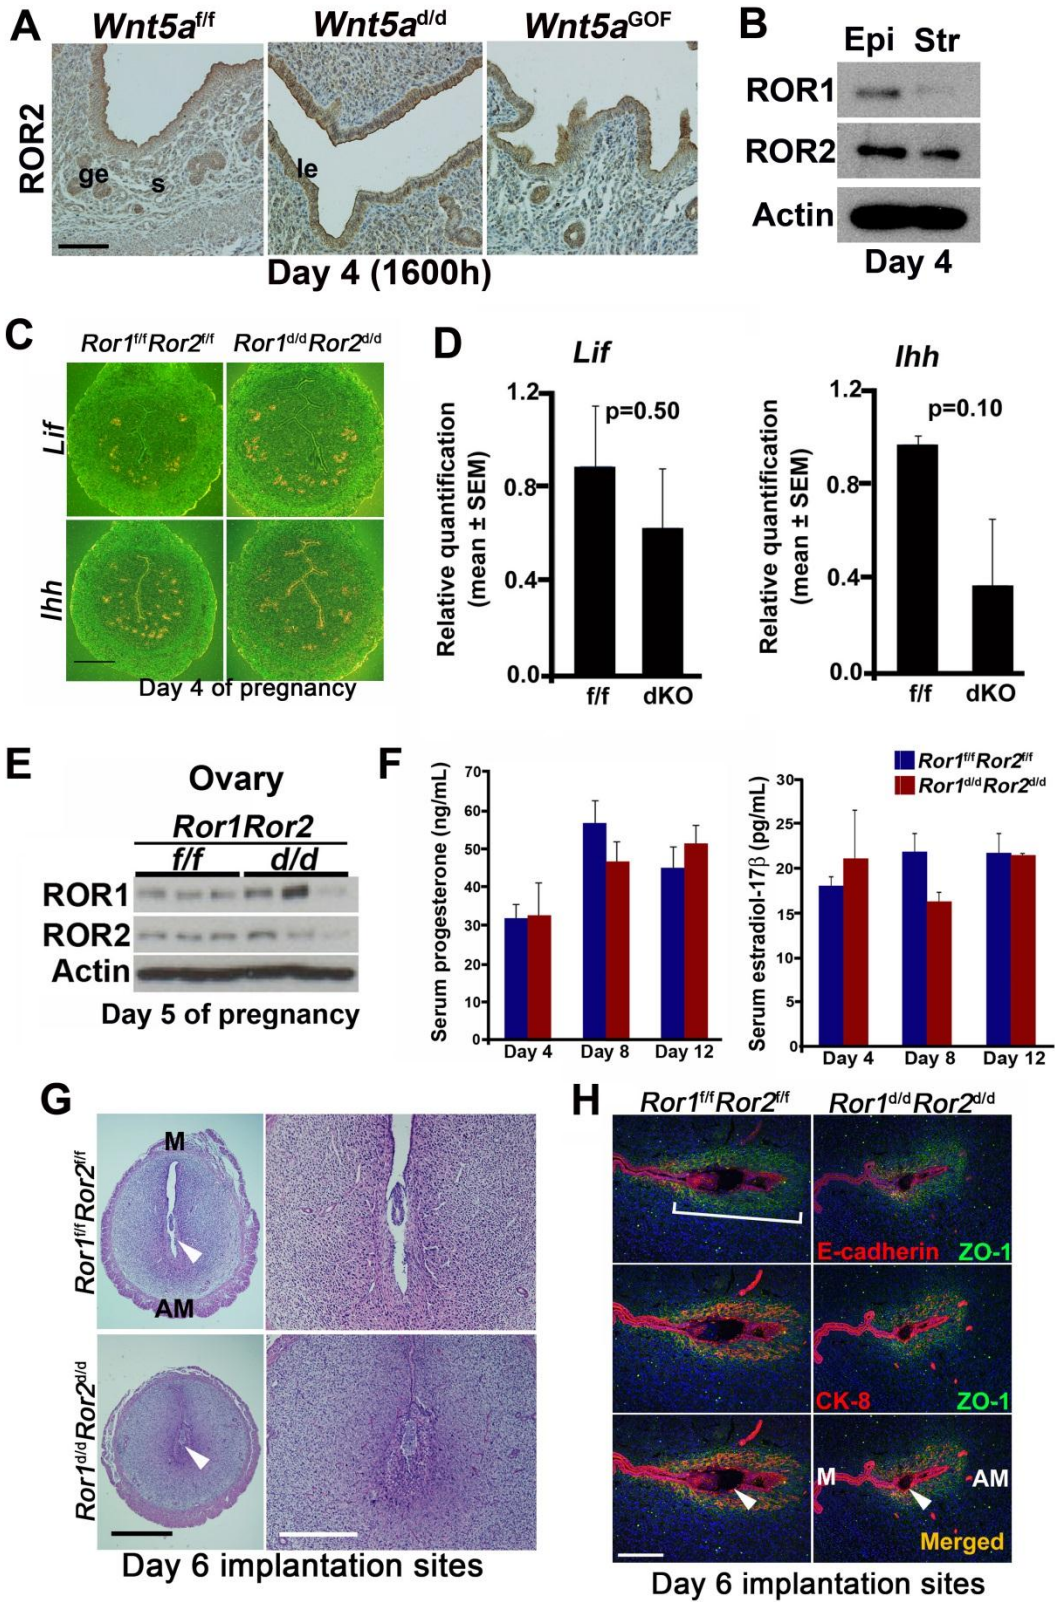 A
Wnt5a^f/f
Wnt5a^d/d
Wnt5a^GOF
ROR2
ge
s
le
Day 4 (1600h)
B
Epi Str
ROR1
ROR2
Actin
Day 4
C
Ror1^f/f Ror2^f/f
Ror1^d/d Ror2^d/d
Lif
Ihh
Day 4 of pregnancy
D
Lif
Relative quantification
(mean ± SEM)
1.2
0.8
0.4
0.0
p=0.50
f/f dKO
Ihh
Relative quantification
(mean ± SEM)
1.2
0.8
0.4
0.0
p=0.10
f/f dKO
E
Ovary
Ror1Ror2
f/f d/d
ROR1
ROR2
Actin
Day 5 of pregnancy
F
Serum progesterone (ng/mL)
70
60
50
40
30
20
10
0
Day 4 Day 8 Day 12
Ror1^f/f Ror2^f/f
Ror1^d/d Ror2^d/d
Serum estradiol-17β (pg/mL)
30
25
20
15
10
5
0
Day 4 Day 8 Day 12
G
Ror1^f/f Ror2^f/f
M
AM
Ror1^d/d Ror2^d/d
Day 6 implantation sites
H
Ror1^f/f Ror2^f/f
Ror1^d/d Ror2^d/d
E-cadherin ZO-1
CK-8 ZO-1
M AM
Merged
Day 6 implantation sites